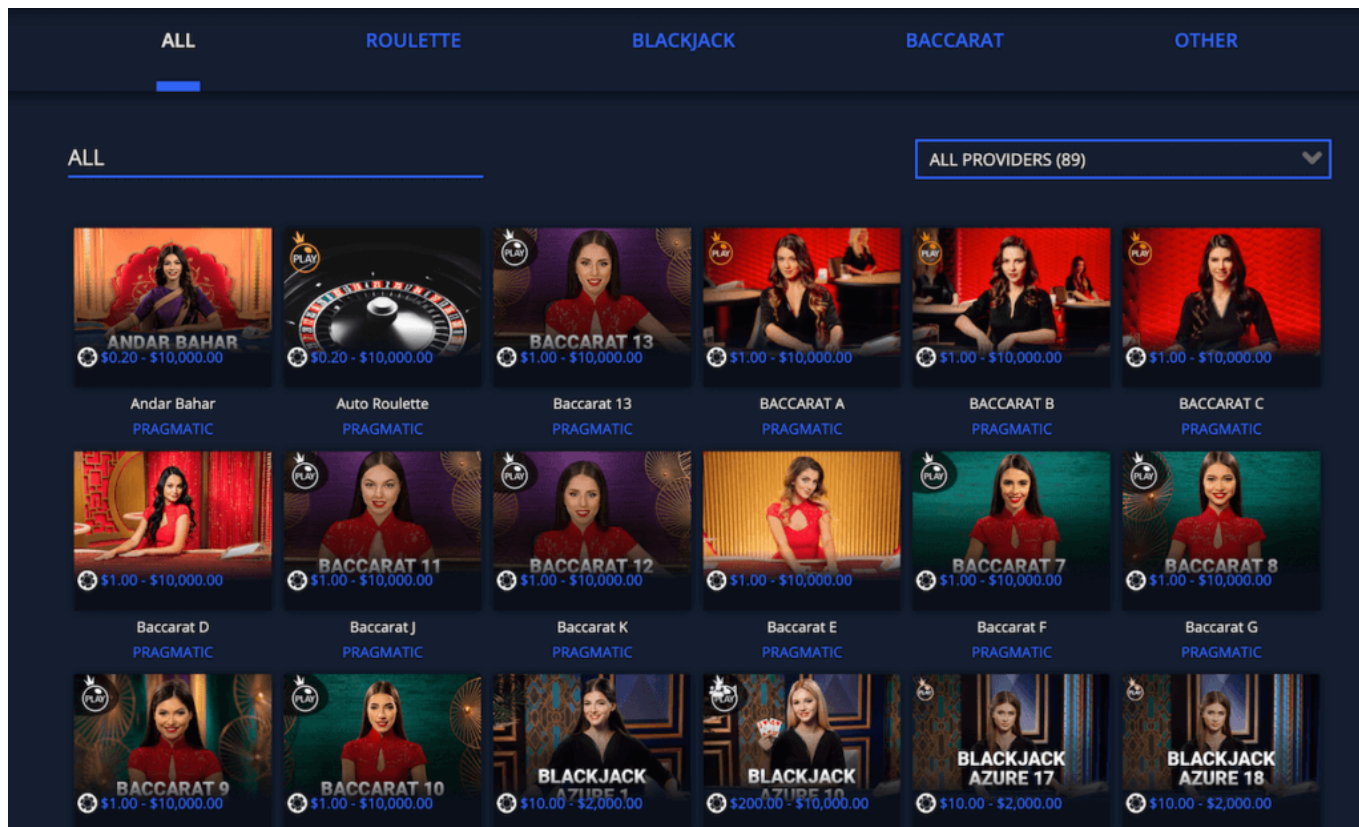 ALL ROULETTE BLACKJACK BACCARAT OTHER
ALL
ALL PROVIDERS (89)
ANDAR BAHAR
$0.20 - $10,000.00
Andar Bahar
PRAGMATIC
PLAY
$0.20 - $10,000.00
Auto Roulette
PRAGMATIC
PLAY
BACCARAT 13
$1.00 - $10,000.00
Baccarat 13
PRAGMATIC
PLAY
$1.00 - $10,000.00
BACCARAT A
PRAGMATIC
PLAY
$1.00 - $10,000.00
BACCARAT B
PRAGMATIC
PLAY
$1.00 - $10,000.00
BACCARAT C
PRAGMATIC
$1.00 - $10,000.00
Baccarat D
PRAGMATIC
PLAY
BACCARAT 11
$1.00 - $10,000.00
Baccarat J
PRAGMATIC
PLAY
BACCARAT 12
$1.00 - $10,000.00
Baccarat K
PRAGMATIC
$1.00 - $10,000.00
Baccarat E
PRAGMATIC
PLAY
BACCARAT 7
$1.00 - $10,000.00
Baccarat F
PRAGMATIC
PLAY
BACCARAT 8
$1.00 - $10,000.00
Baccarat G
PRAGMATIC
PLAY
BACCARAT 9
$1.00 - $10,000.00
PLAY
BACCARAT 10
$1.00 - $10,000.00
BLACKJACK
AZURE 1
$10.00 - $2,000.00
PLAY
BLACKJACK
AZURE 10
$200.00 - $10,000.00
PLAY
BLACKJACK
AZURE 17
$10.00 - $2,000.00
PLAY
BLACKJACK
AZURE 18
$10.00 - $2,000.00